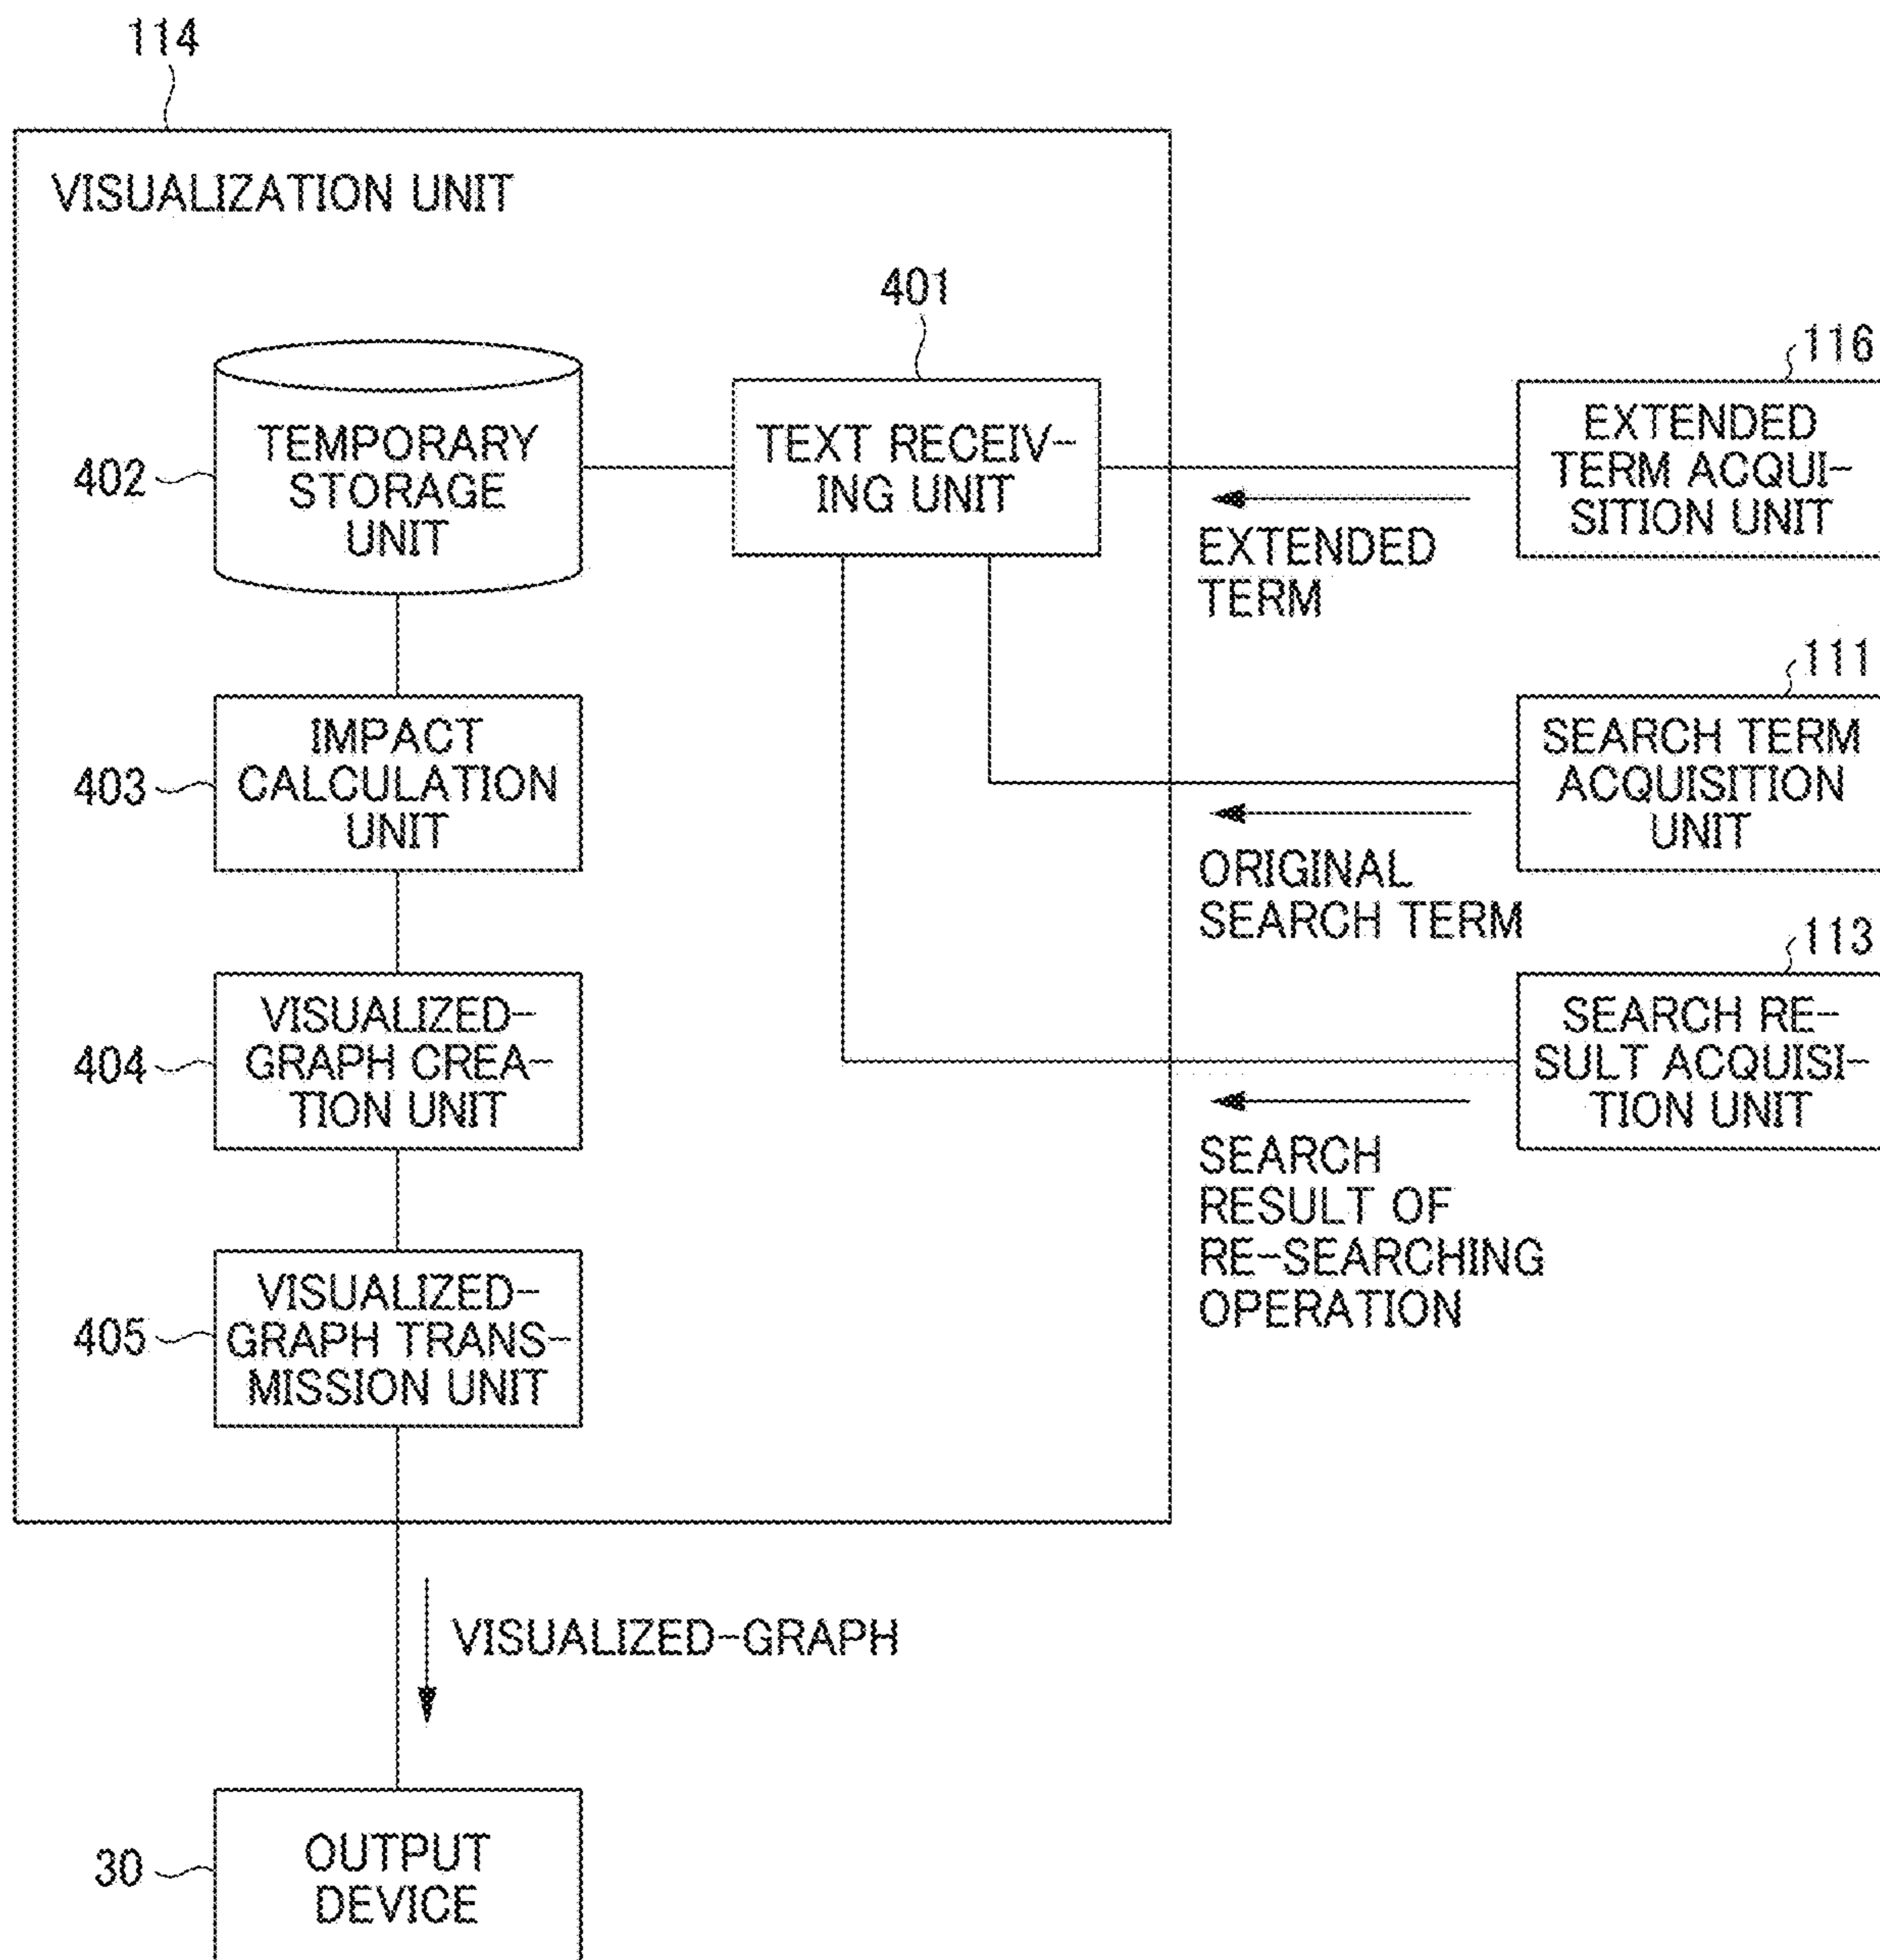 114
VISUALIZATION UNIT
401
116
402
TEMPORARY
STORAGE
UNIT
TEXT RECEIV-
ING UNIT
EXTENDED
TERM ACQUI-
SITION UNIT
EXTENDED
TERM
111
403
IMPACT
CALCULATION
UNIT
SEARCH TERM
ACQUISITION
UNIT
ORIGINAL
SEARCH TERM
113
404
VISUALIZED-
GRAPH CREA-
TION UNIT
SEARCH RE-
SULT ACQUISI-
TION UNIT
SEARCH
RESULT OF
RE-SEARCHING
OPERATION
405
VISUALIZED-
GRAPH TRANS-
MISSION UNIT
VISUALIZED-GRAPH
30
OUTPUT
DEVICE